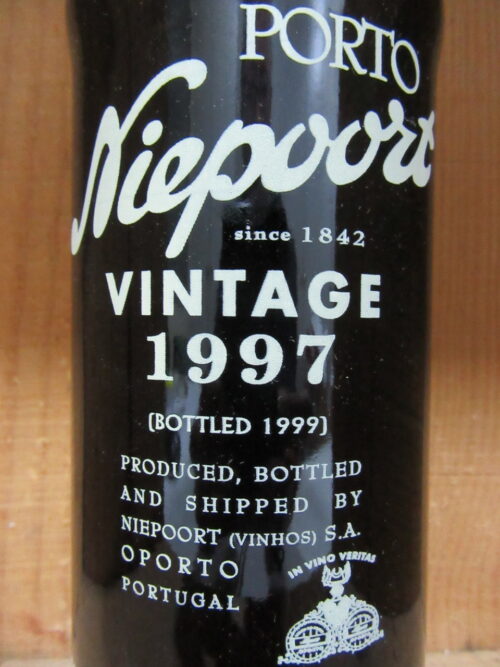 PORTO
Niepoort
since 1842
VINTAGE
1997
(BOTTLED 1999)
PRODUCED, BOTTLED
AND SHIPPED BY
NIEPOORT (VINHOS) S.A.
OPORTO
PORTUGAL
IN VINO VERITAS